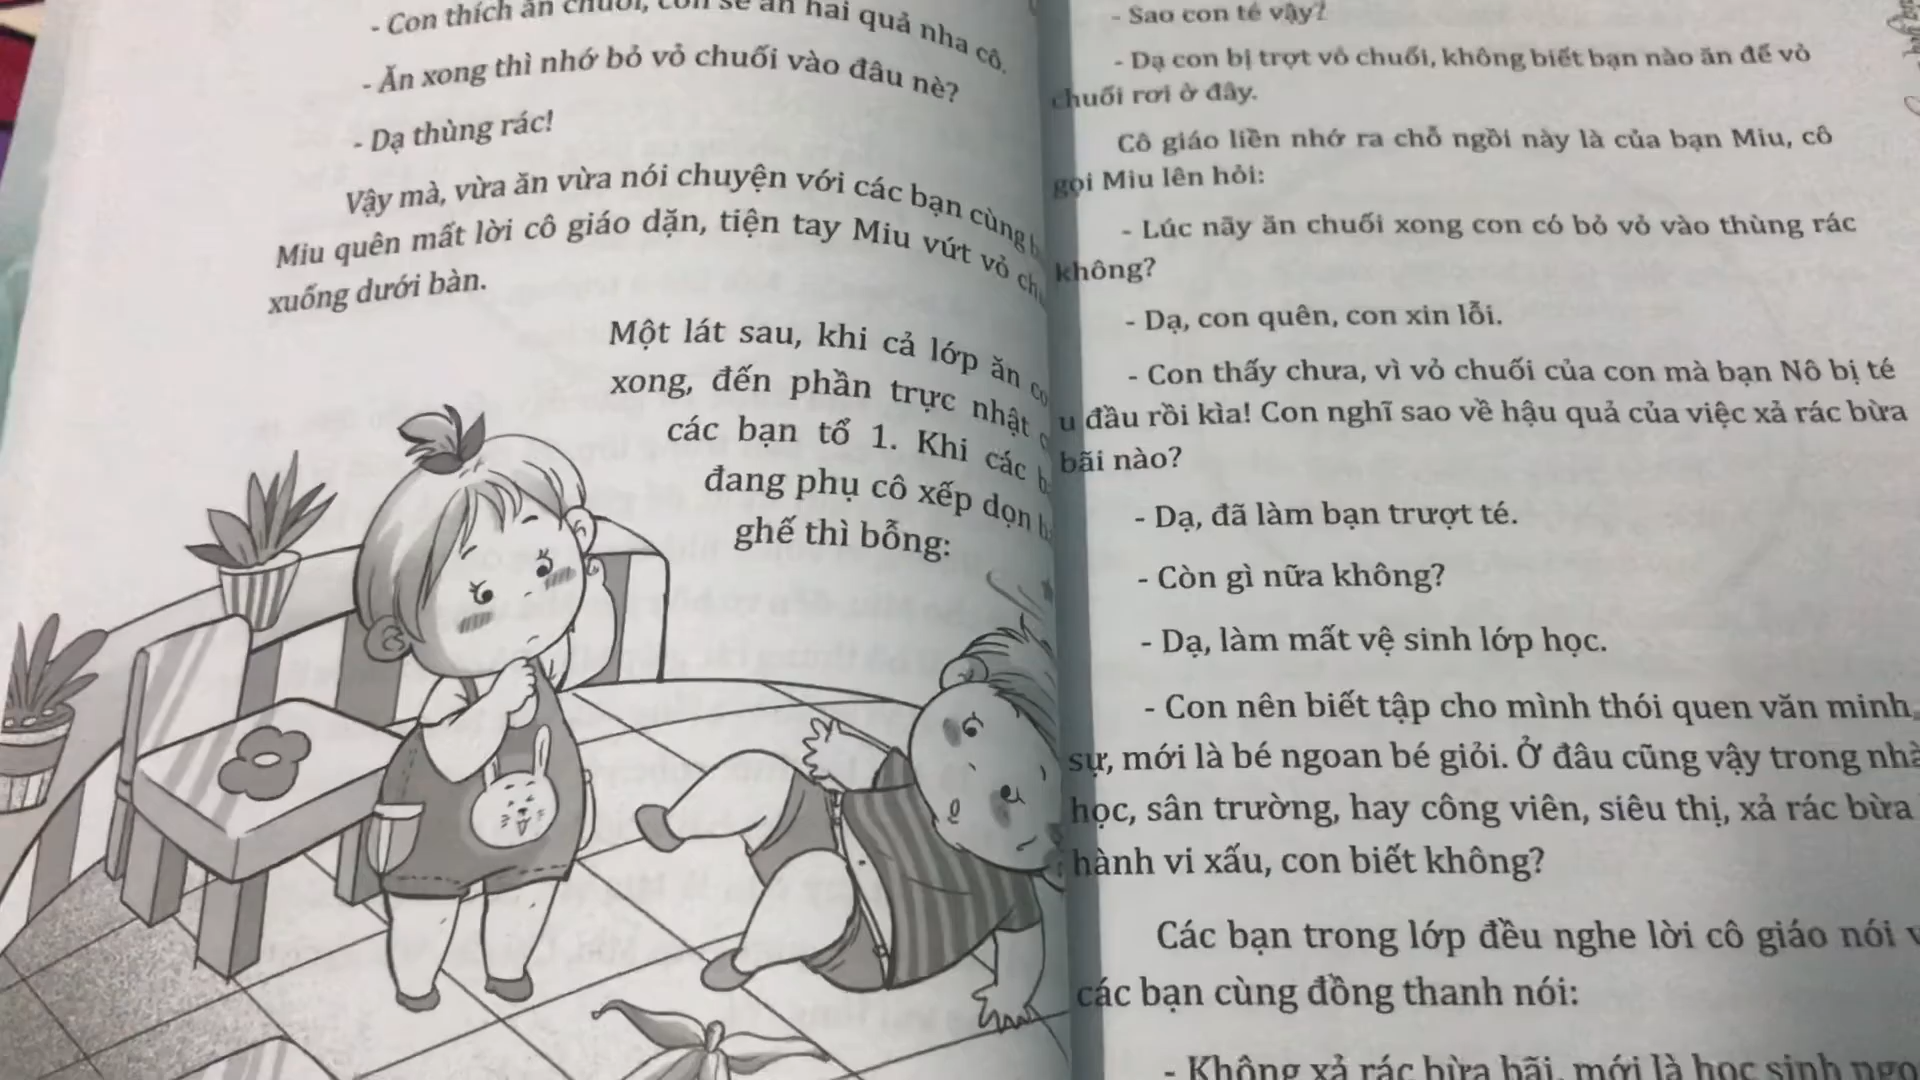 - Con thích ăn chuối, con sẽ ăn hai quả nha cô.
- Ăn xong thì nhớ bỏ vỏ chuối vào đâu nè?
- Dạ thùng rác!
Vậy mà, vừa ăn vừa nói chuyện với các bạn cùng
Miu quên mất lời cô giáo dặn, tiện tay Miu vứt vỏ
xuống dưới bàn.
Một lát sau, khi cả lớp ăn
xong, đến phần trực nhật
các bạn tổ 1. Khi các
đang phụ cô xếp dọn
ghế thì bỗng:
- Sao con té vậy?
- Dạ con bị trợt vỏ chuối, không biết bạn nào ăn để vỏ
chuối rơi ở đây.
Cô giáo liền nhớ ra chỗ ngồi này là của bạn Miu, cô
gọi Miu lên hỏi:
- Lúc nãy ăn chuối xong con có bỏ vỏ vào thùng rác
không?
- Dạ, con quên, con xin lỗi.
- Con thấy chưa, vì vỏ chuối của con mà bạn Nô bị té
u đầu rồi kìa! Con nghĩ sao về hậu quả của việc xả rác bừa
bãi nào?
- Dạ, đã làm bạn trượt té.
- Còn gì nữa không?
- Dạ, làm mất vệ sinh lớp học.
- Con nên biết tập cho mình thói quen văn minh,
sự, mới là bé ngoan bé giỏi. Ở đâu cũng vậy trong nhà
học, sân trường, hay công viên, siêu thị, xả rác bừa
hành vi xấu, con biết không?
Các bạn trong lớp đều nghe lời cô giáo nói
các bạn cùng đồng thanh nói:
- Không xả rác bừa bãi, mới là học sinh